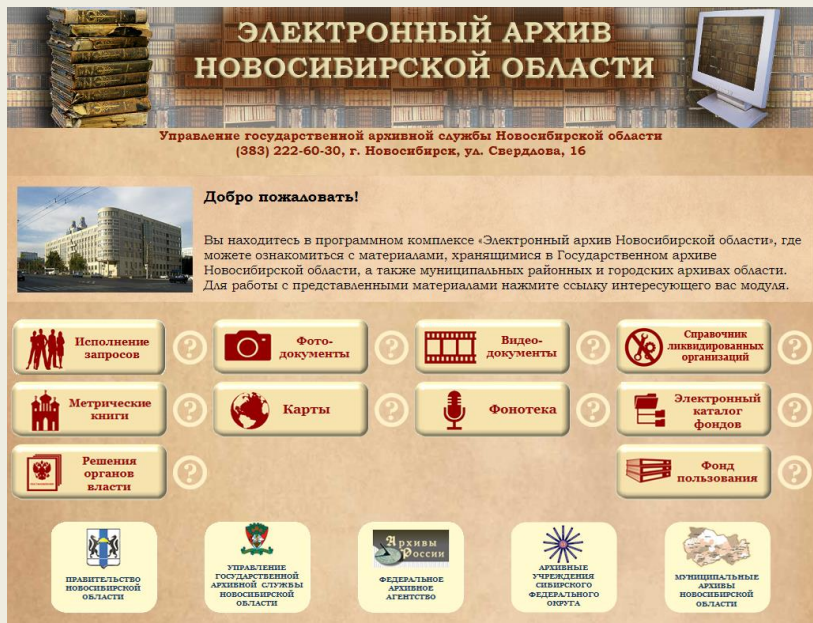 ЭЛЕКТРОННЫЙ АРХИВ
НОВОСИБИРСКОЙ ОБЛАСТИ
Управление государственной архивной службы Новосибирской области
(383) 222-60-30, г. Новосибирск, ул. Свердлова, 16
Добро пожаловать!
Вы находитесь в программном комплексе «Электронный архив Новосибирской области», где
можете ознакомиться с материалами, хранящимися в Государственном архиве
Новосибирской области, а также муниципальных районных и городских архивах области.
Для работы с представленными материалами нажмите ссылку интересующего вас модуля.
Исполнение
запросов
?
Фото-
документы
?
Видео-
документы
?
Справочник
ликвидированных
организаций
?
Метрические
книги
?
Карты
?
Фонотека
?
Электронный
каталог
фондов
?
Решения
органов
власти
?
Фонд
пользования
?
ПРАВИТЕЛЬСТВО
НОВОСИБИРСКОЙ
ОБЛАСТИ
УПРАВЛЕНИЕ
ГОСУДАРСТВЕННОЙ
АРХИВНОЙ СЛУЖБЫ
НОВОСИБИРСКОЙ
ОБЛАСТИ
Архивы
России
ФЕДЕРАЛЬНОЕ
АРХИВНОЕ
АГЕНТСТВО
АРХИВНЫЕ
УЧРЕЖДЕНИЯ
СИБИРСКОГО
ФЕДЕРАЛЬНОГО
ОКРУГА
МУНИЦИПАЛЬНЫЕ
АРХИВЫ
НОВОСИБИРСКОЙ
ОБЛАСТИ